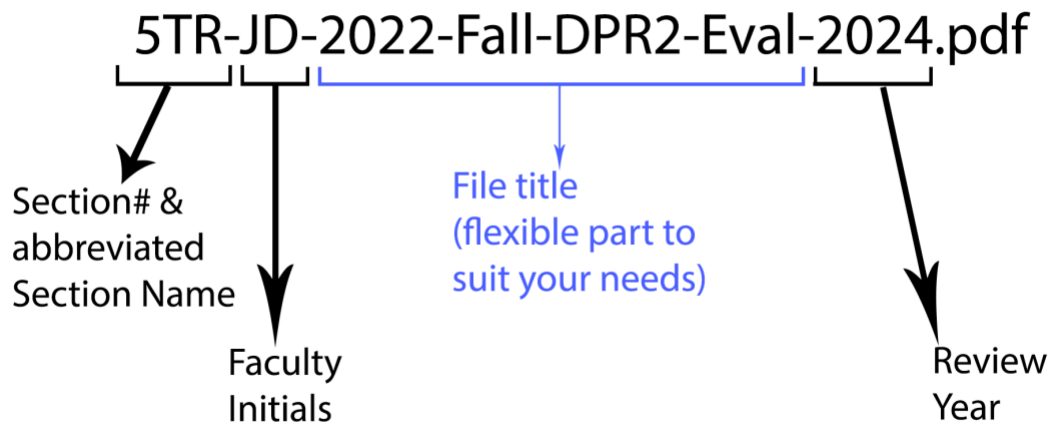 5TR-JD-2022-Fall-DPR2-Eval-2024.pdf
Section# &
abbreviated
Section Name
File title
(flexible part to
suit your needs)
Faculty
Initials
Review
Year